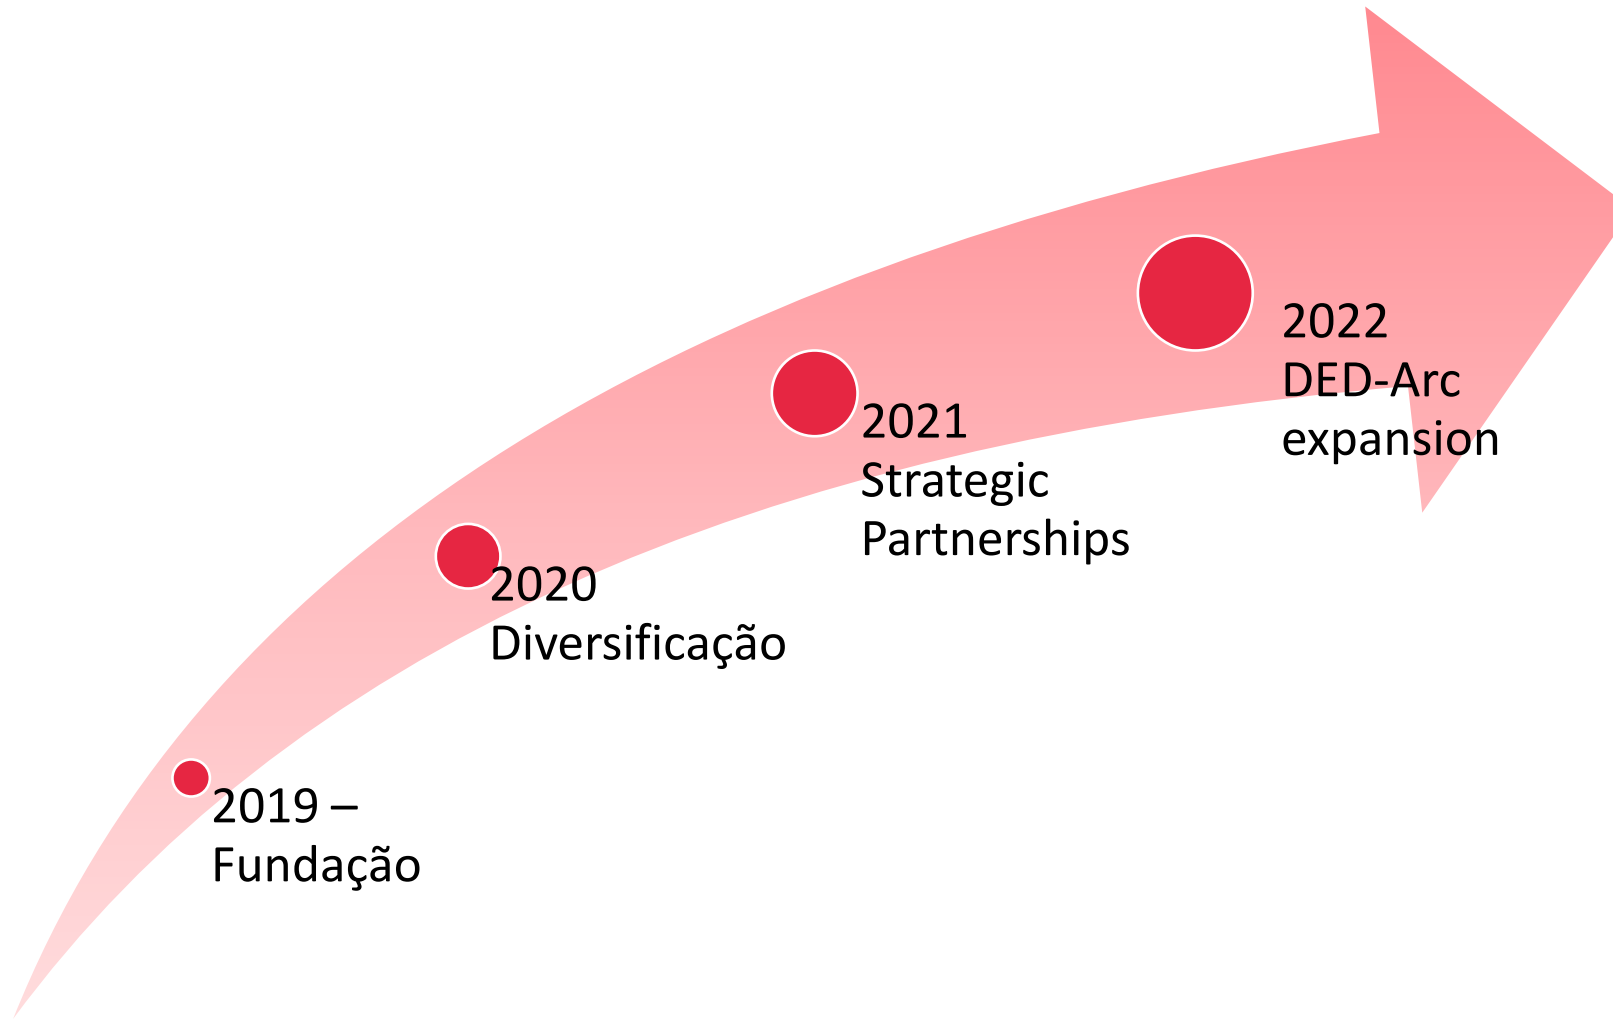 2019 –
Fundação
2020
Diversificação
2021
Strategic
Partnerships
2022
DED-Arc
expansion